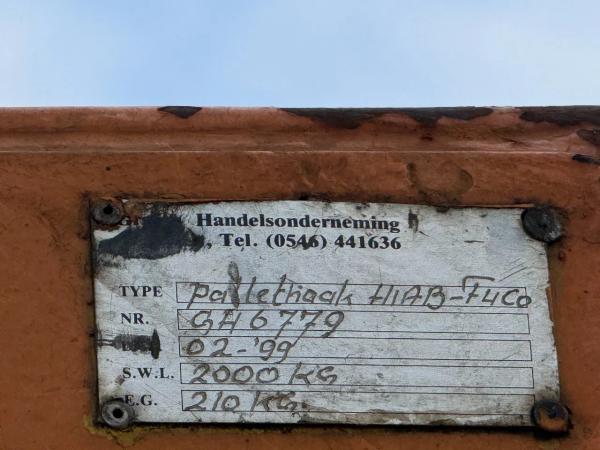 Handelsonderneming
, Tel. (0546) 441636
TYPE pallethaak HIAB-F4CO
NR. GH6779
02-'99
S.W.L. 2000 KG
E.G. 210 KG.